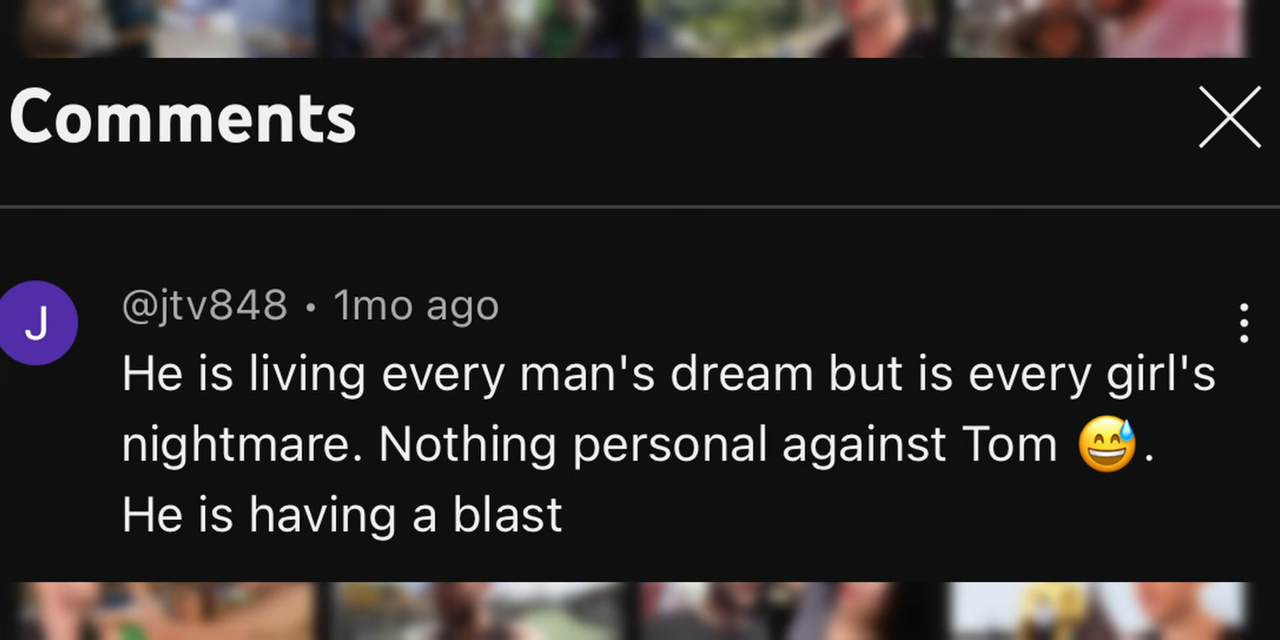 Comments
J
@jtv848 • 1mo ago
He is living every man's dream but is every girl's
nightmare. Nothing personal against Tom 😅.
He is having a blast